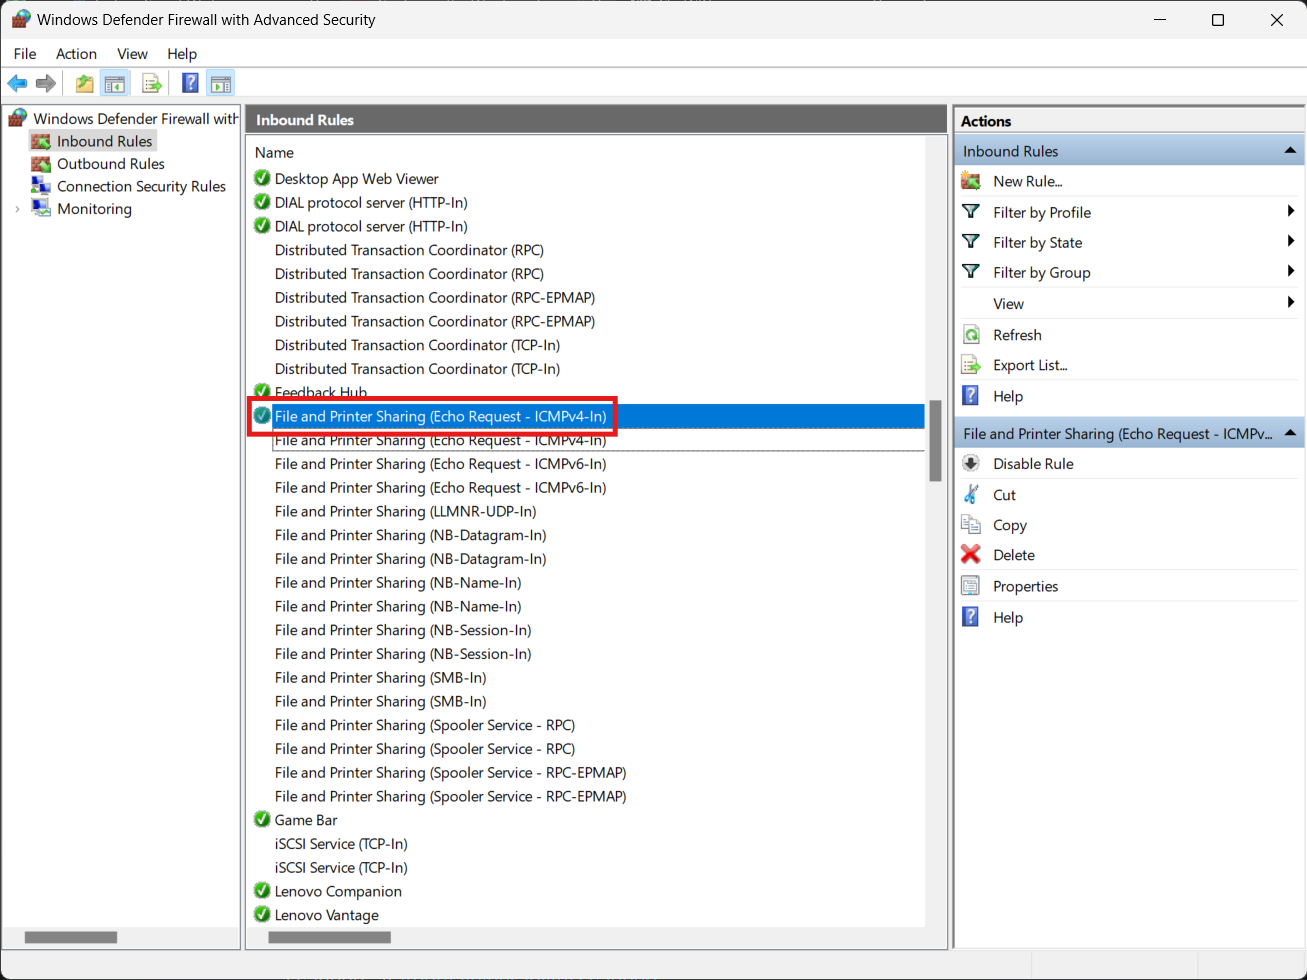 Windows Defender Firewall with Advanced Security
File Action View Help
Windows Defender Firewall with
Inbound Rules
Outbound Rules
Connection Security Rules
Monitoring
Inbound Rules
Name
Desktop App Web Viewer
DIAL protocol server (HTTP-In)
DIAL protocol server (HTTP-In)
Distributed Transaction Coordinator (RPC)
Distributed Transaction Coordinator (RPC)
Distributed Transaction Coordinator (RPC-EPMAP)
Distributed Transaction Coordinator (RPC-EPMAP)
Distributed Transaction Coordinator (TCP-In)
Distributed Transaction Coordinator (TCP-In)
Feedback Hub
File and Printer Sharing (Echo Request - ICMPv4-In)
File and Printer Sharing (Echo Request - ICMPv4-In)
File and Printer Sharing (Echo Request - ICMPv6-In)
File and Printer Sharing (Echo Request - ICMPv6-In)
File and Printer Sharing (LLMNR-UDP-In)
File and Printer Sharing (NB-Datagram-In)
File and Printer Sharing (NB-Datagram-In)
File and Printer Sharing (NB-Name-In)
File and Printer Sharing (NB-Name-In)
File and Printer Sharing (NB-Session-In)
File and Printer Sharing (NB-Session-In)
File and Printer Sharing (SMB-In)
File and Printer Sharing (SMB-In)
File and Printer Sharing (Spooler Service - RPC)
File and Printer Sharing (Spooler Service - RPC)
File and Printer Sharing (Spooler Service - RPC-EPMAP)
File and Printer Sharing (Spooler Service - RPC-EPMAP)
Game Bar
iSCSI Service (TCP-In)
iSCSI Service (TCP-In)
Lenovo Companion
Lenovo Vantage
Actions
Inbound Rules
New Rule...
Filter by Profile
Filter by State
Filter by Group
View
Refresh
Export List...
Help
File and Printer Sharing (Echo Request - ICMPv...
Disable Rule
Cut
Copy
Delete
Properties
Help